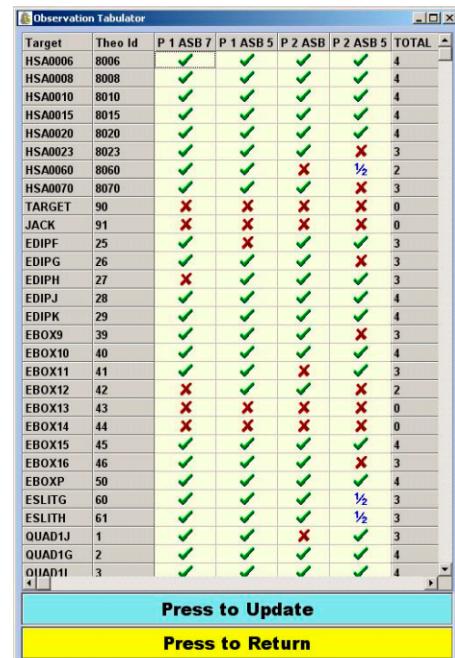 Observation Tabulator
Target Theo Id P 1 ASB 7 P 1 ASB 5 P 2 ASB P 2 ASB 5 TOTAL
HSA0006 8006 ✓ ✓ ✓ ✓ 4
HSA0008 8008 ✓ ✓ ✓ ✓ 4
HSA0010 8010 ✓ ✓ ✓ ✓ 4
HSA0015 8015 ✓ ✓ ✓ ✓ 4
HSA0020 8020 ✓ ✓ ✓ ✓ 4
HSA0023 8023 ✓ ✓ ✓ ✗ 3
HSA0060 8060 ✓ ✓ ✗ ½ 2
HSA0070 8070 ✓ ✓ ✓ ✗ 3
TARGET 90 ✗ ✗ ✗ ✗ 0
JACK 91 ✗ ✗ ✗ ✗ 0
EDIPF 25 ✓ ✗ ✓ ✓ 3
EDIPG 26 ✓ ✓ ✓ ✗ 3
EDIPH 27 ✗ ✓ ✓ ✓ 3
EDIPJ 28 ✓ ✓ ✓ ✓ 4
EDIPK 29 ✓ ✓ ✓ ✓ 4
EBOX9 39 ✓ ✓ ✓ ✗ 3
EBOX10 40 ✓ ✓ ✓ ✓ 4
EBOX11 41 ✓ ✓ ✗ ✓ 3
EBOX12 42 ✗ ✓ ✓ ✗ 2
EBOX13 43 ✗ ✗ ✗ ✗ 0
EBOX14 44 ✗ ✗ ✗ ✗ 0
EBOX15 45 ✓ ✓ ✓ ✓ 4
EBOX16 46 ✓ ✓ ✓ ✗ 3
EBOXP 50 ✓ ✓ ✓ ✓ 4
ESLITG 60 ✓ ✓ ✓ ½ 3
ESLITH 61 ✓ ✓ ✓ ½ 3
QUAD1J 1 ✓ ✓ ✗ ✓ 3
QUAD1G 2 ✓ ✓ ✓ ✓ 4
QUAD1I 3 ✓ ✓ ✓ ✓ 4
Press to Update
Press to Return